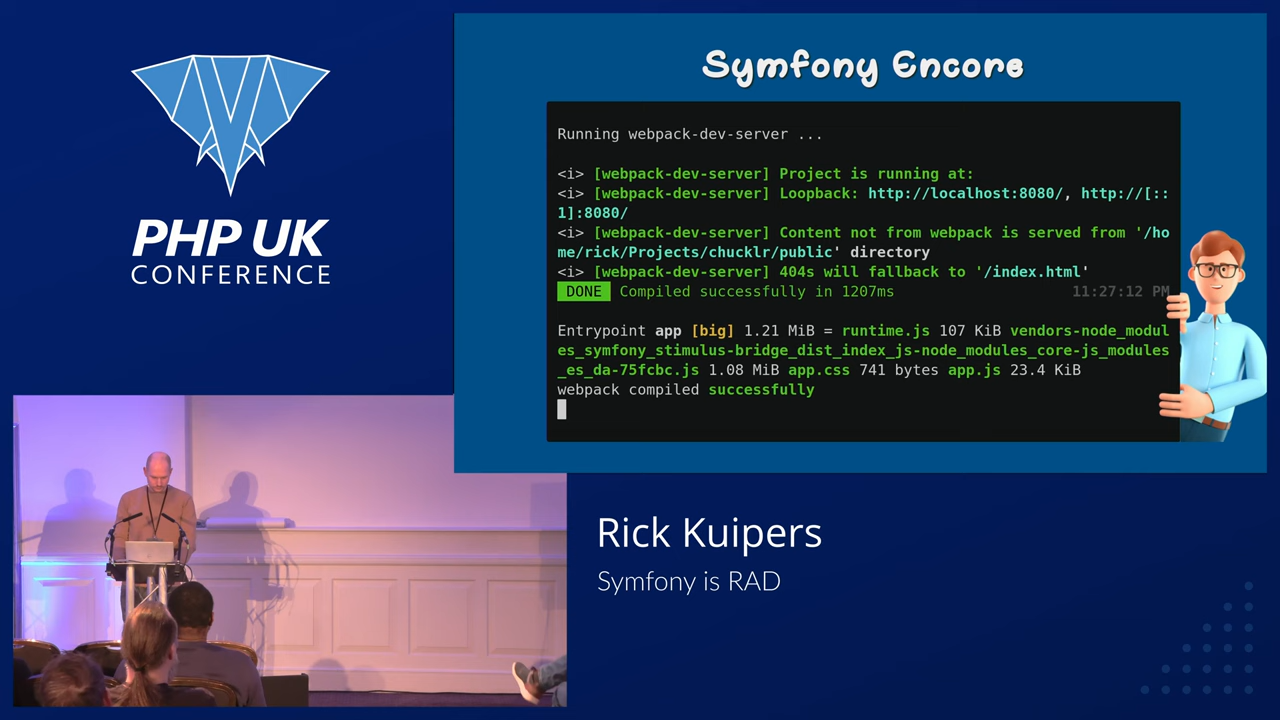 PHP UK
CONFERENCE
Symfony Encore
Running webpack-dev-server ...
<i> [webpack-dev-server] Project is running at:
<i> [webpack-dev-server] Loopback: http://localhost:8080/, http://[::
1]:8080/
<i> [webpack-dev-server] Content not from webpack is served from '/ho
me/rick/Projects/chucklr/public' directory
<i> [webpack-dev-server] 404s will fallback to '/index.html'
DONE Compiled successfully in 1207ms 11:27:12 PM
Entrypoint app [big] 1.21 MiB = runtime.js 107 KiB vendors-node_modul
es_symfony_stimulus-bridge_dist_index_js-node_modules_core-js_modules
_es_da-75fcbc.js 1.08 MiB app.css 741 bytes app.js 23.4 KiB
webpack compiled successfully
Rick Kuipers
Symfony is RAD